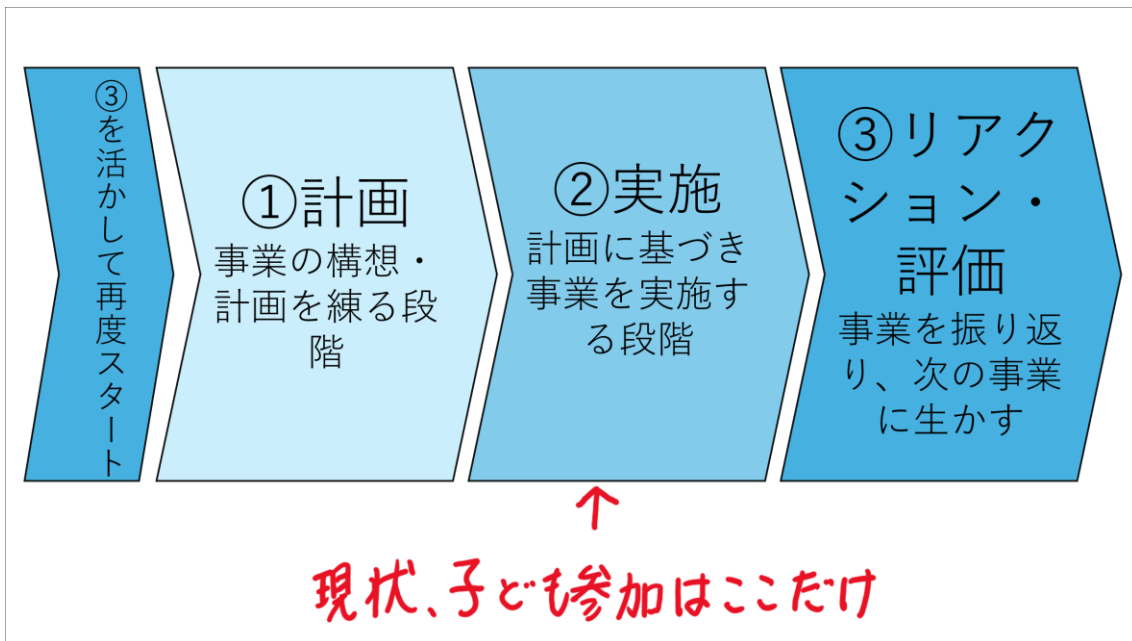 ③を活かして再度スタート
①計画
事業の構想・
計画を練る段
階
②実施
計画に基づき
事業を実施す
る段階
③リアク
ション・
評価
事業を振り返
り、次の事業
に生かす
↑
現状、子ども参加はここだけ